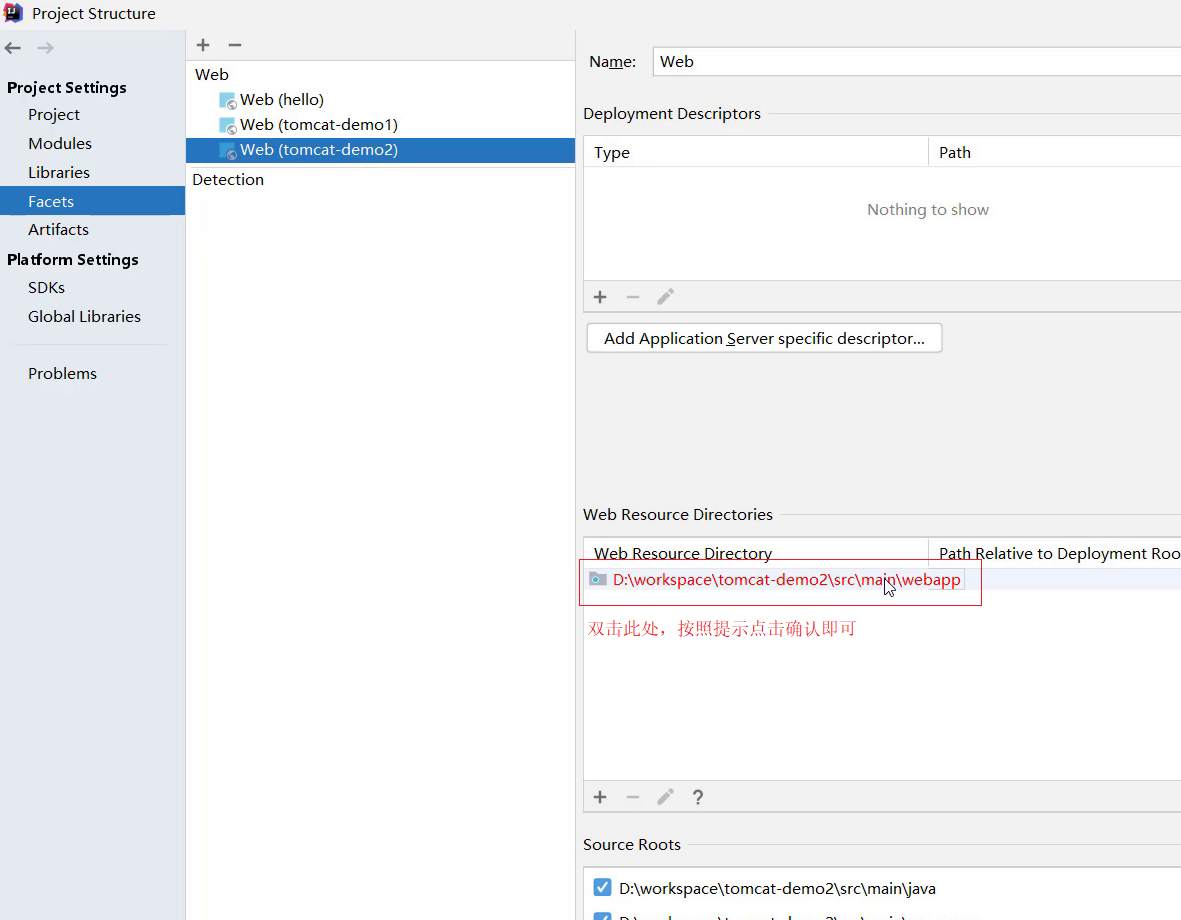 Project Structure
Project Settings
Project
Modules
Libraries
Facets
Artifacts
Platform Settings
SDKs
Global Libraries
Problems
Web
Web (hello)
Web (tomcat-demo1)
Web (tomcat-demo2)
Detection
Name: Web
Deployment Descriptors
Type Path
Nothing to show
Add Application Server specific descriptor...
Web Resource Directories
Web Resource Directory Path Relative to Deployment Roo
D:\workspace\tomcat-demo2\src\main\webapp
双击此处，按照提示点击确认即可
Source Roots
D:\workspace\tomcat-demo2\src\main\java